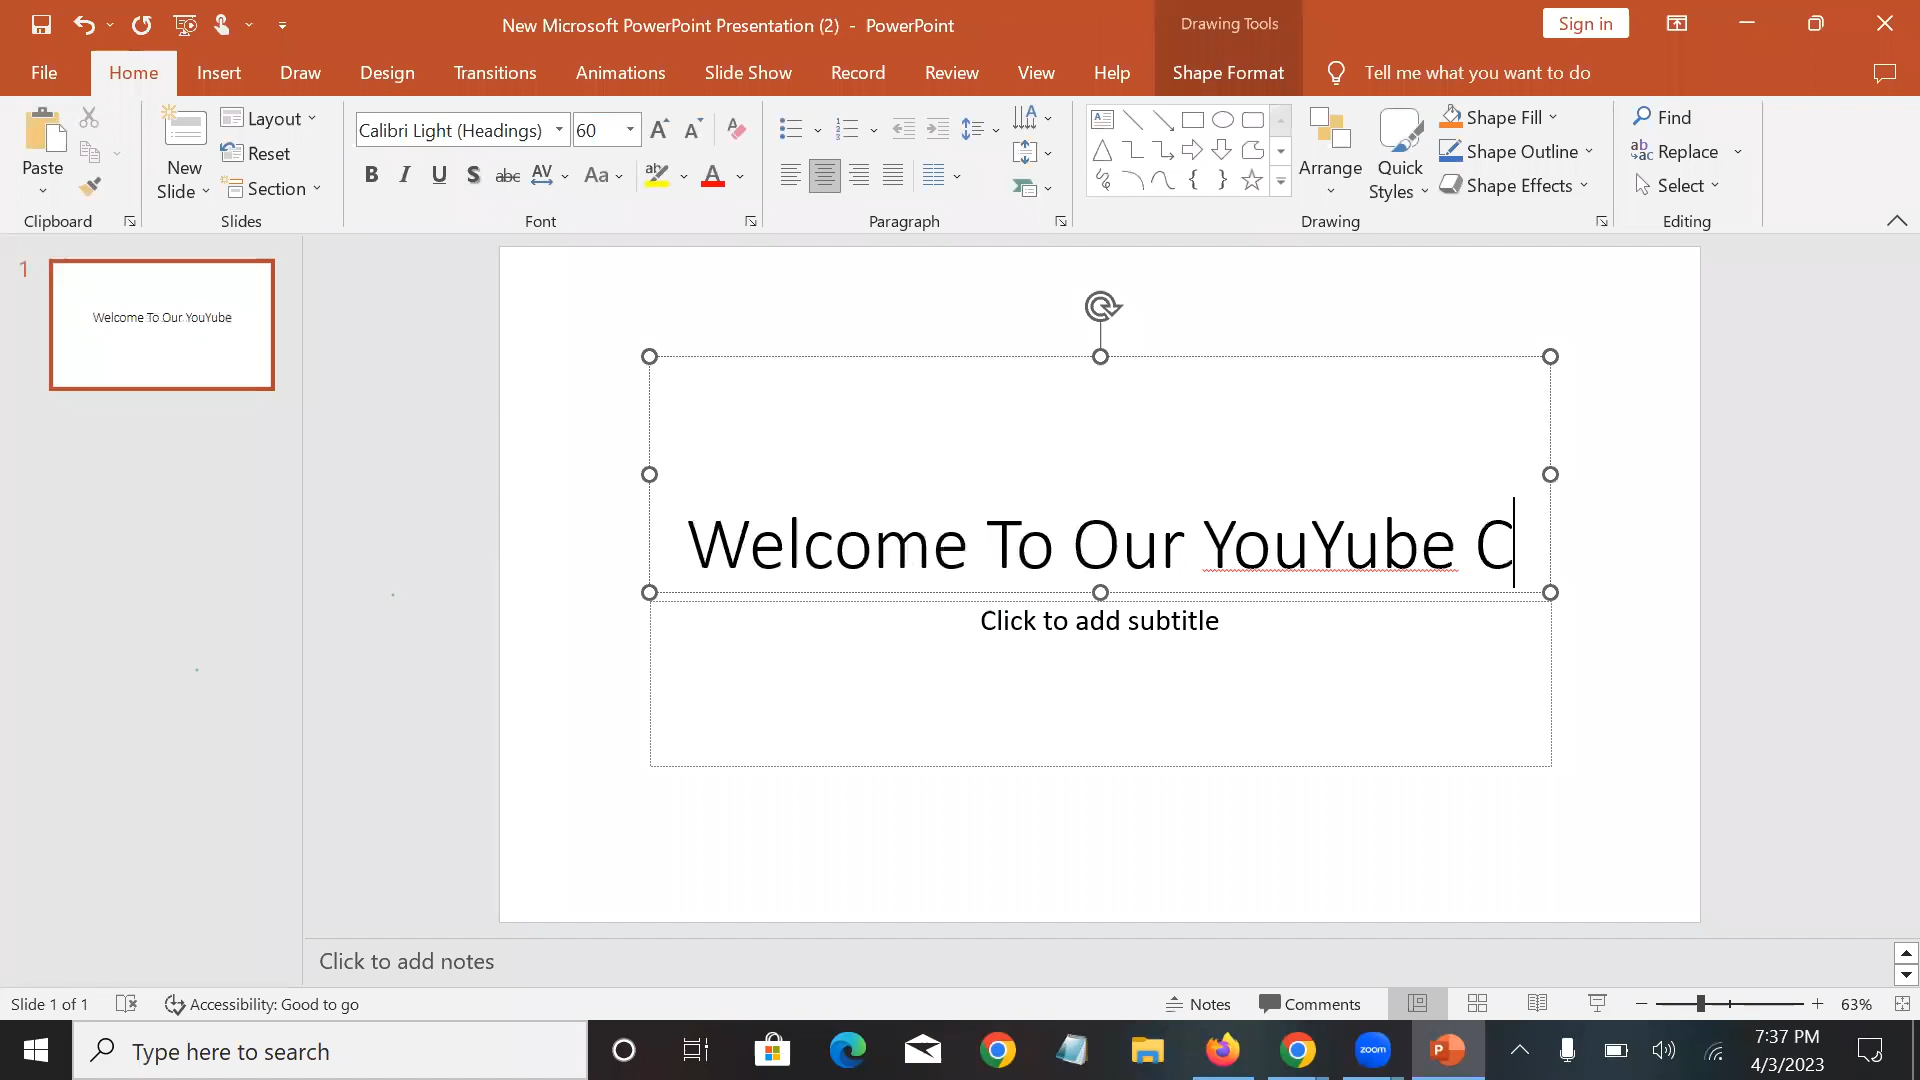 New Microsoft PowerPoint Presentation (2) - PowerPoint
Drawing Tools
Sign in
File Home Insert Draw Design Transitions Animations Slide Show Record Review View Help Shape Format Tell me what you want to do
Paste
Clipboard
New Slide
Layout
Reset
Section
Slides
Calibri Light (Headings) 60
B I U S abc AV Aa ab A
Font
Paragraph
Arrange
Quick Styles
Shape Fill
Shape Outline
Shape Effects
Drawing
Find
Replace
Select
Editing
1
Welcome To Our YouYube
Welcome To Our YouYube C
Click to add subtitle
Click to add notes
Slide 1 of 1 Accessibility: Good to go Notes Comments 63%
Type here to search
zoom
7:37 PM
4/3/2023